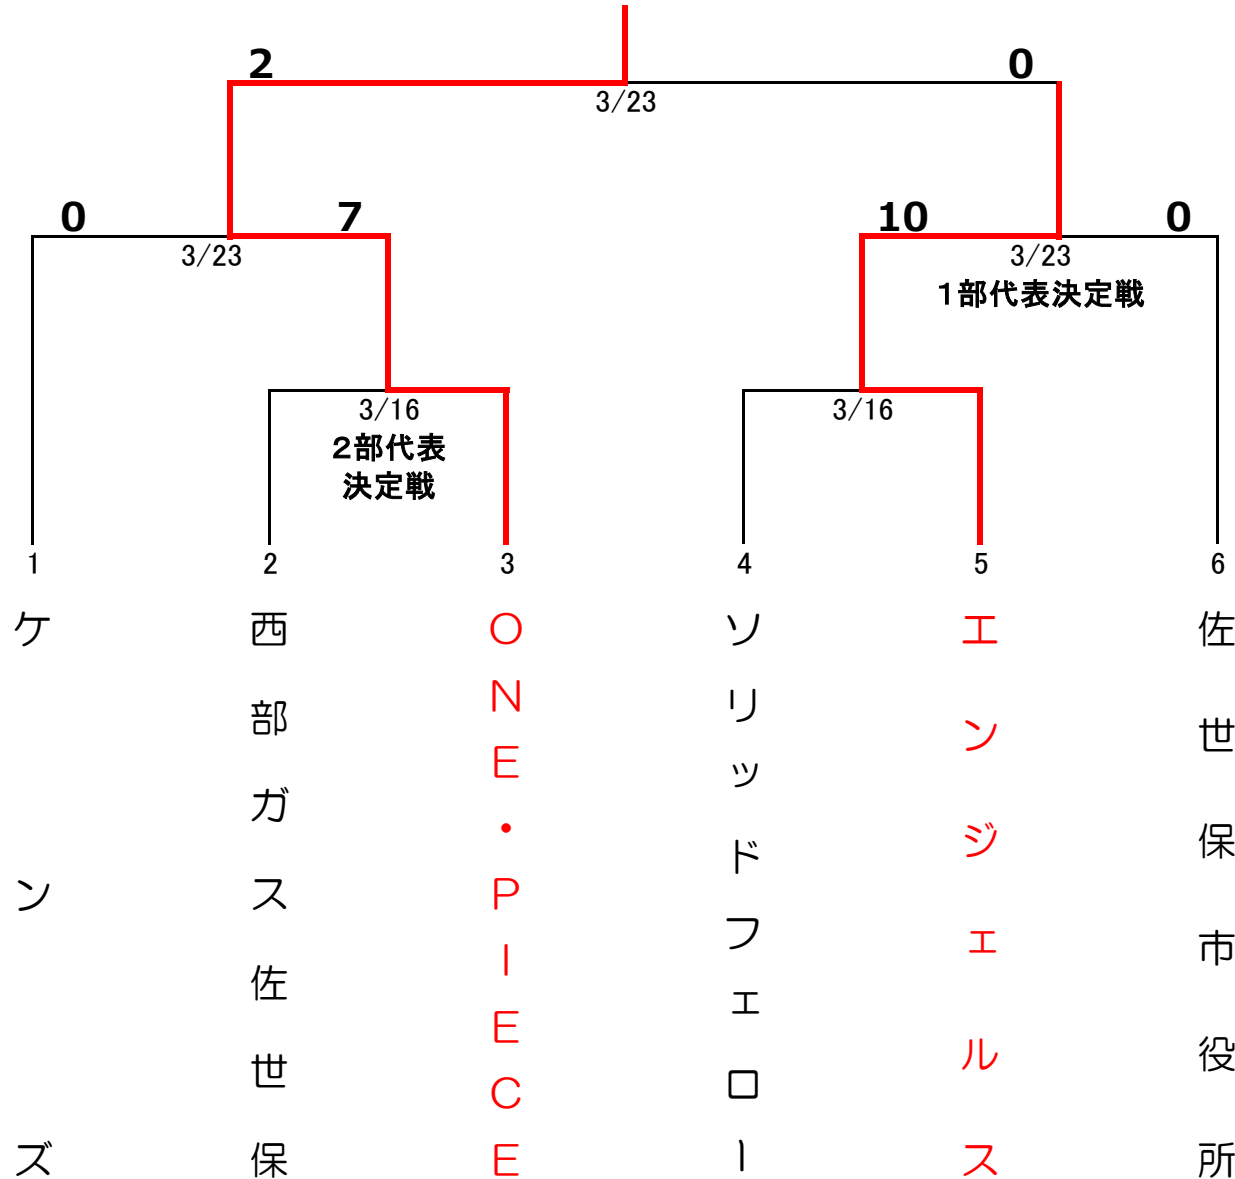 2
0
3/23
0
7
10
0
3/23
3/23
1部代表決定戦
3/16
3/16
2部代表
決定戦
1
2
3
4
5
6
ケンズ
西部ガス佐世保
ONE・PIECE
ソリッドフェロー
エンジェルス
佐世保市役所